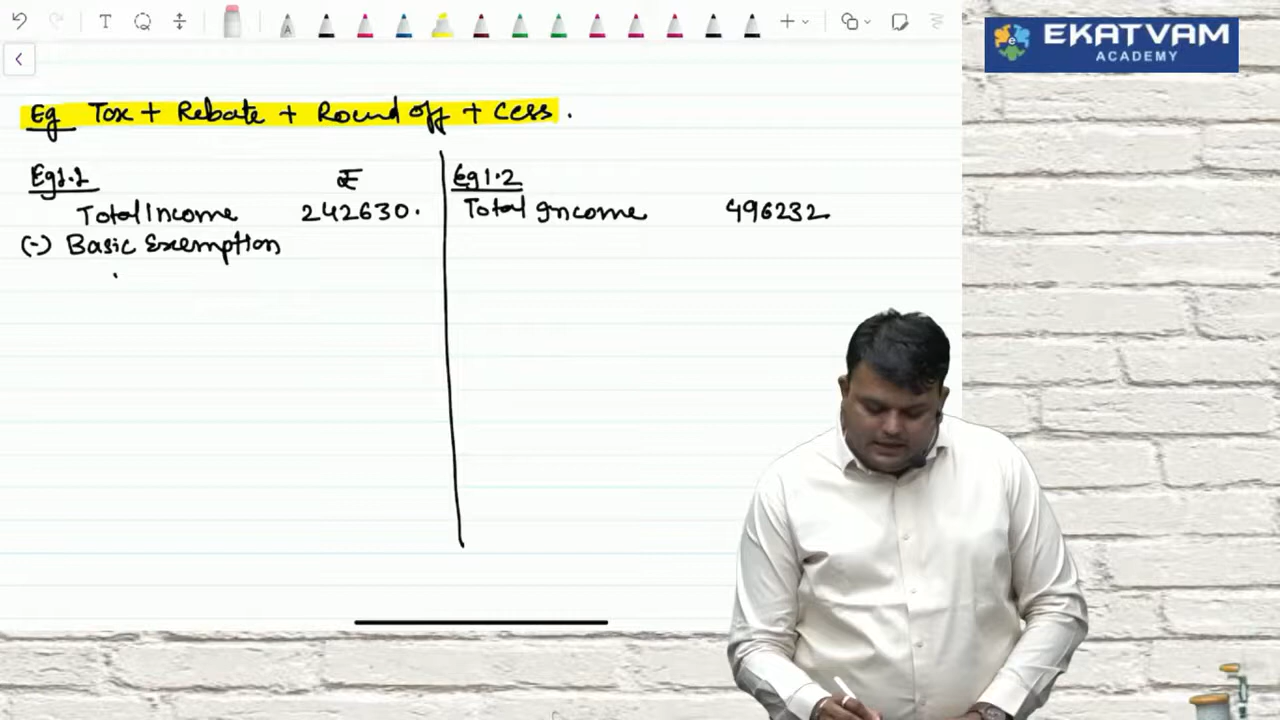 EKATVAM
ACADEMY
Eg Tax + Rebate + Round off + Cess.
Eg1.1 ₹
Total Income 242630.
(-) Basic Exemption
Eg1.2
Total Income 496232